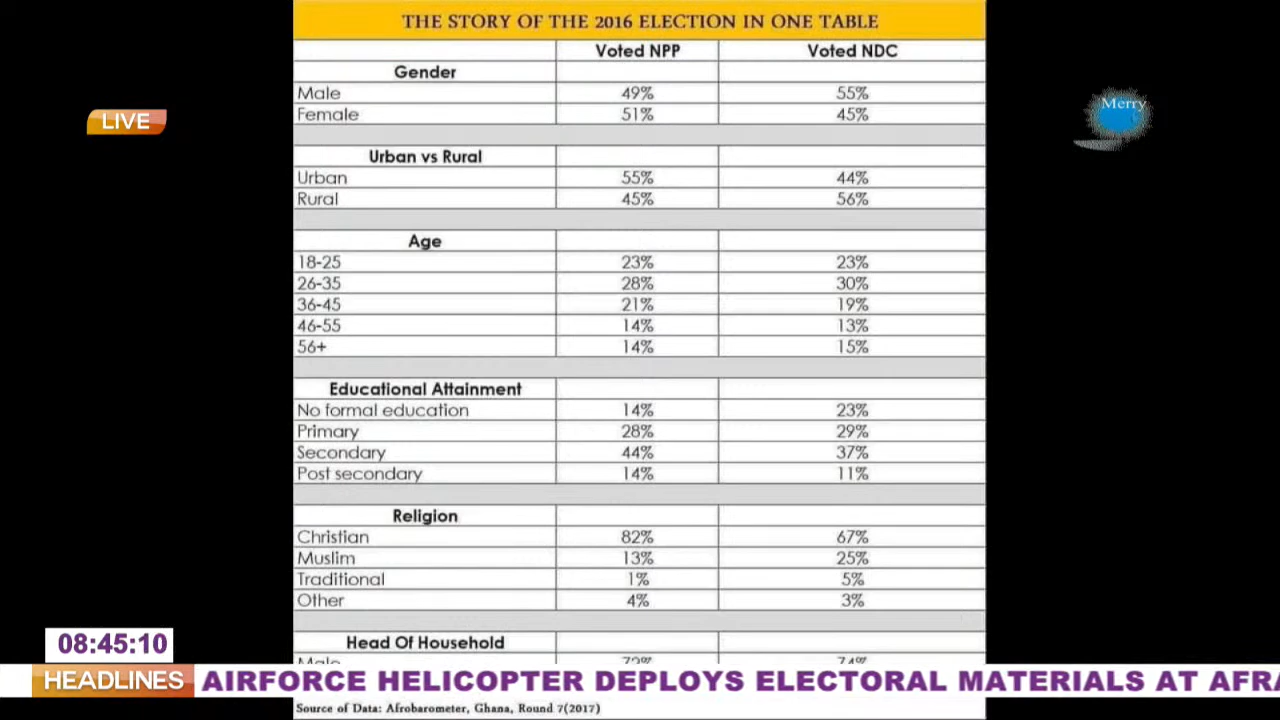 THE STORY OF THE 2016 ELECTION IN ONE TABLE
Voted NPP Voted NDC
Gender
Male 49% 55%
Female 51% 45%
Urban vs Rural
Urban 55% 44%
Rural 45% 56%
Age
18-25 23% 23%
26-35 28% 30%
36-45 21% 19%
46-55 14% 13%
56+ 14% 15%
Educational Attainment
No formal education 14% 23%
Primary 28% 29%
Secondary 44% 37%
Post secondary 14% 11%
Religion
Christian 82% 67%
Muslim 13% 25%
Traditional 1% 5%
Other 4% 3%
Head Of Household
Male 72% 74%
LIVE
Merry
08:45:10
HEADLINES AIRFORCE HELICOPTER DEPLOYS ELECTORAL MATERIALS AT AFRA
Source of Data: Afrobarometer, Ghana, Round 7(2017)